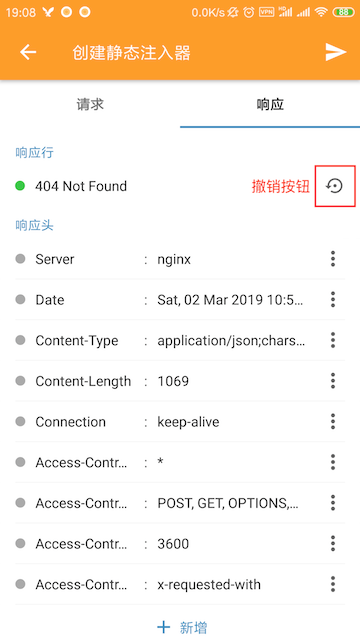 19:08 0.0K/s VPN 88
创建静态注入器
请求 响应
响应行
404 Not Found 撤销按钮
响应头
Server : nginx
Date : Sat, 02 Mar 2019 10:5...
Content-Type : application/json;chars...
Content-Length : 1069
Connection : keep-alive
Access-Contr... : *
Access-Contr... : POST, GET, OPTIONS,...
Access-Contr... : 3600
Access-Contr... : x-requested-with
+ 新增